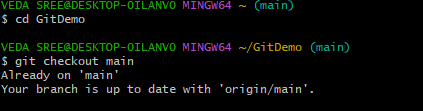 VEDA SREE@DESKTOP-OILANVO MINGW64 ~ (main)
$ cd GitDemo
VEDA SREE@DESKTOP-OILANVO MINGW64 ~/GitDemo (main)
$ git checkout main
Already on 'main'
Your branch is up to date with 'origin/main'.